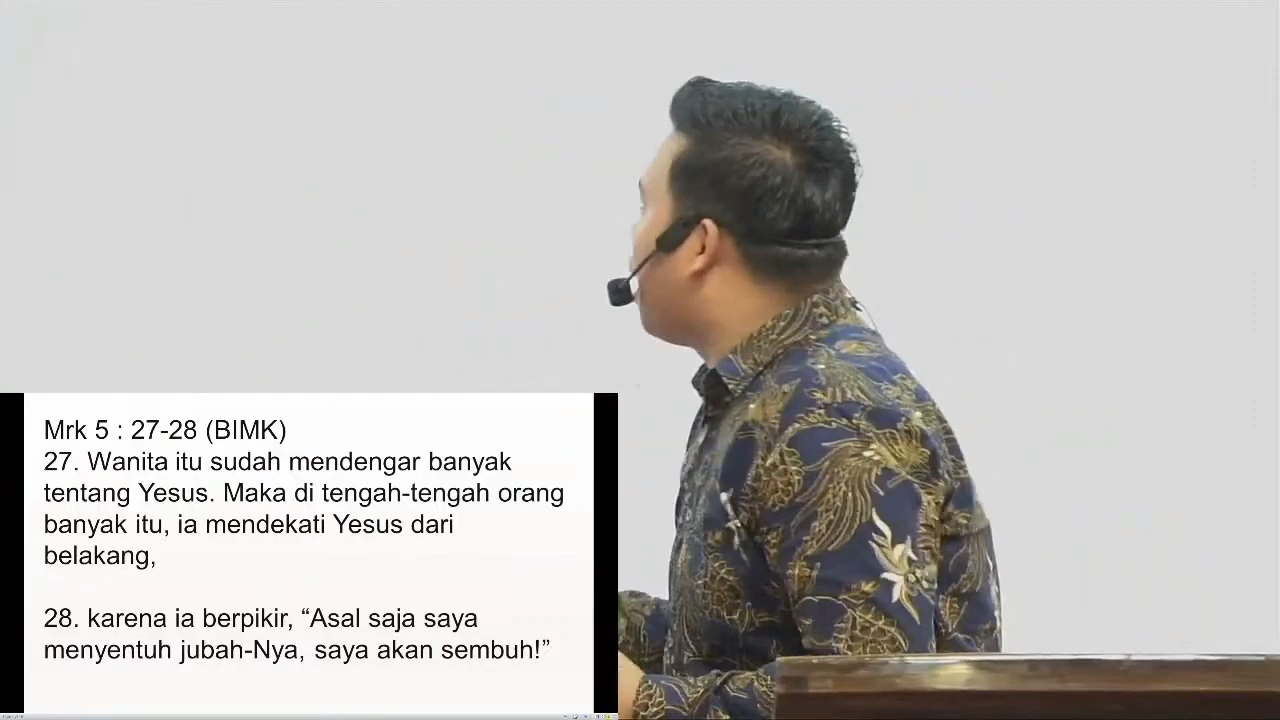 Mrk 5 : 27-28 (BIMK)
27. Wanita itu sudah mendengar banyak
tentang Yesus. Maka di tengah-tengah orang
banyak itu, ia mendekati Yesus dari
belakang,
28. karena ia berpikir, “Asal saja saya
menyentuh jubah-Nya, saya akan sembuh!”